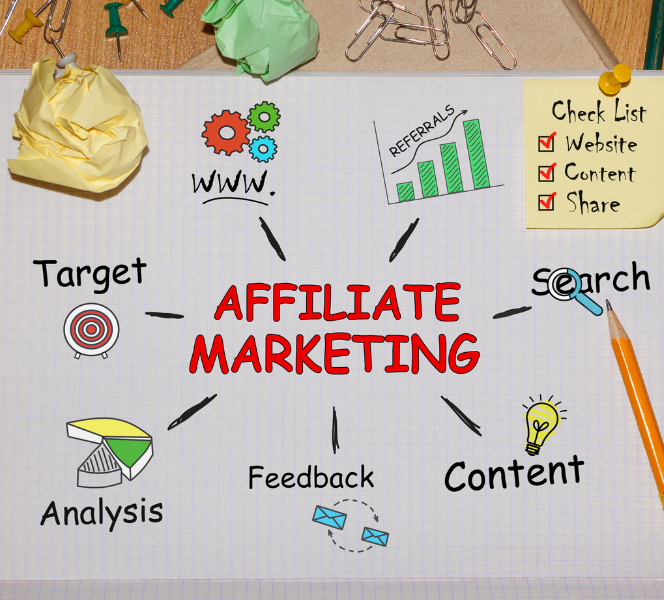 www.
REFERRALS
Check List
Website
Content
Share
Target
Search
AFFILIATE
MARKETING
Analysis
Feedback
Content